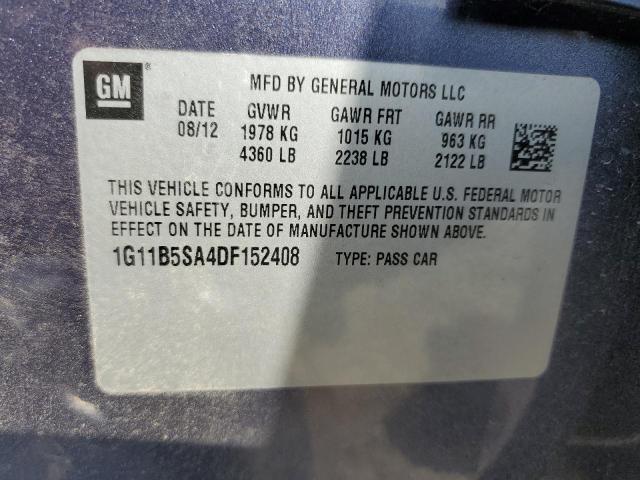 GM ®
MFD BY GENERAL MOTORS LLC
DATE GVWR GAWR FRT GAWR RR
08/12 1978 KG 1015 KG 963 KG
4360 LB 2238 LB 2122 LB
THIS VEHICLE CONFORMS TO ALL APPLICABLE U.S. FEDERAL MOTOR
VEHICLE SAFETY, BUMPER, AND THEFT PREVENTION STANDARDS IN
EFFECT ON THE DATE OF MANUFACTURE SHOWN ABOVE.
1G11B5SA4DF152408 TYPE: PASS CAR